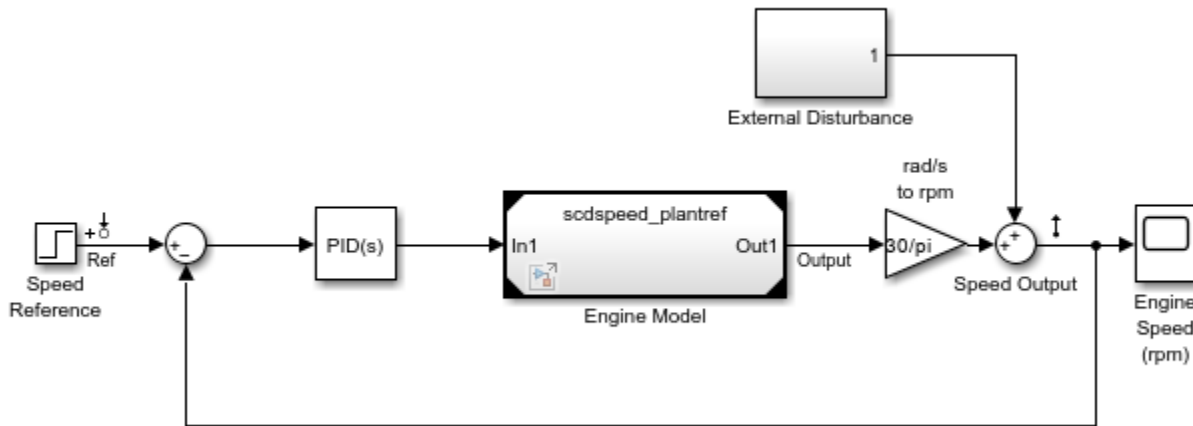 1
External Disturbance
rad/s
to rpm
scdspeed_plantref
+
Ref
+
−
PID(s)
In1
Out1
Output
30/pi
+
+
Speed
Reference
Engine Model
Speed Output
Engine
Speed
(rpm)